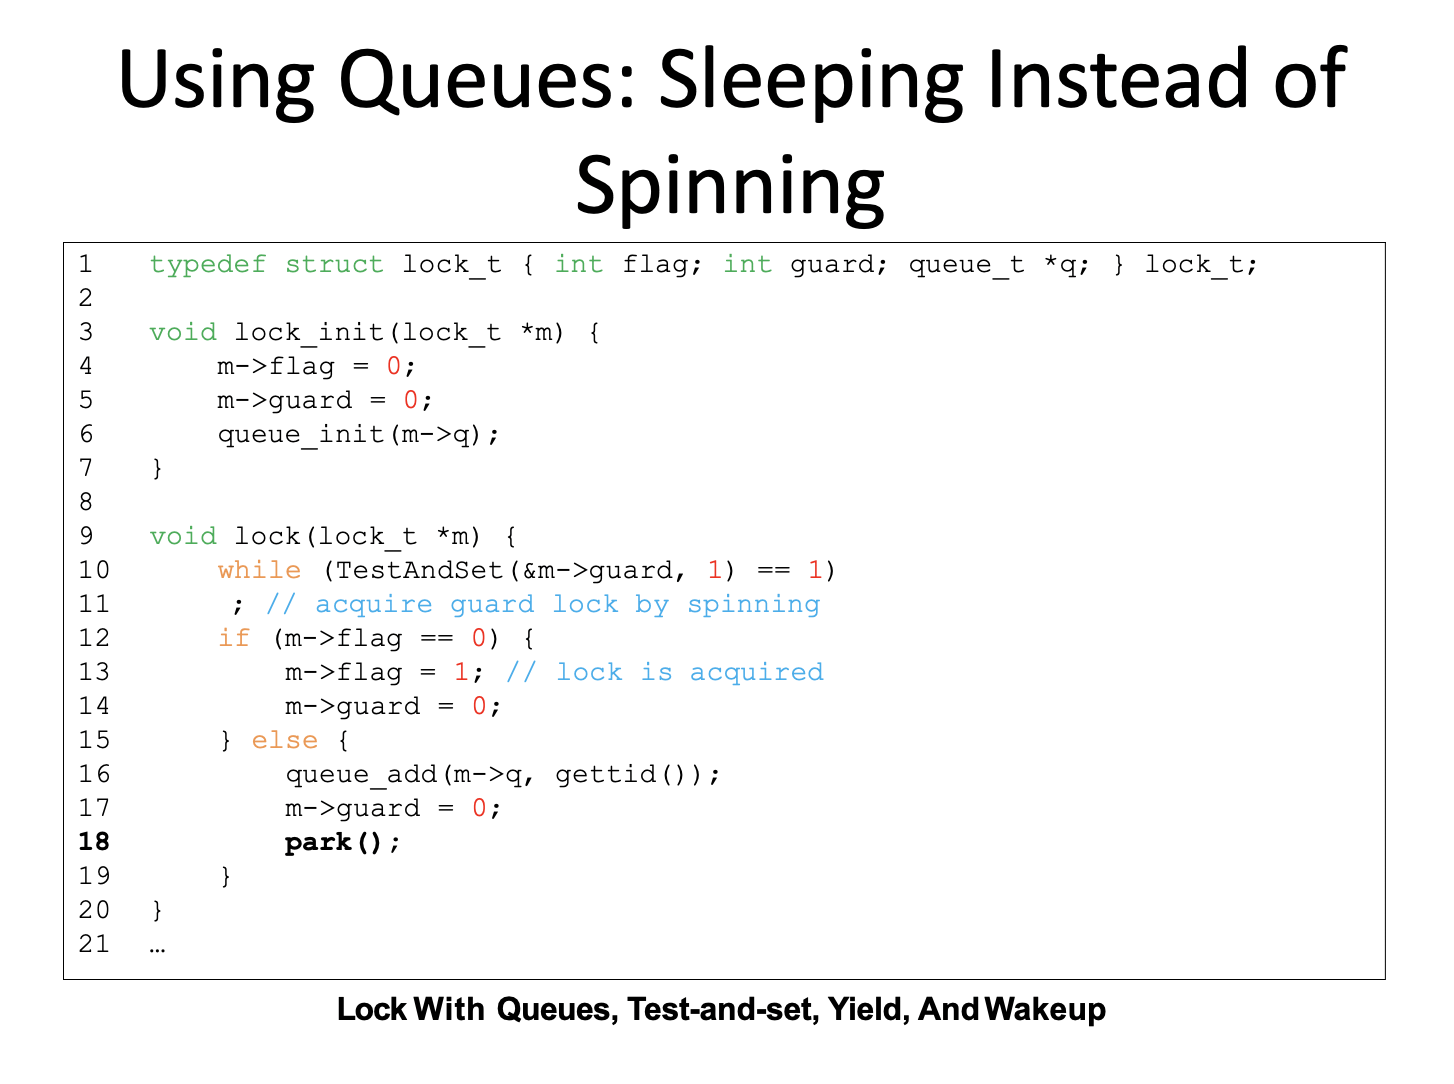 Using Queues: Sleeping Instead of
Spinning
1 typedef struct lock_t { int flag; int guard; queue_t *q; } lock_t;
2
3 void lock_init(lock_t *m) {
4 m->flag = 0;
5 m->guard = 0;
6 queue_init(m->q);
7 }
8
9 void lock(lock_t *m) {
10 while (TestAndSet(&m->guard, 1) == 1)
11 ; // acquire guard lock by spinning
12 if (m->flag == 0) {
13 m->flag = 1; // lock is acquired
14 m->guard = 0;
15 } else {
16 queue_add(m->q, gettid());
17 m->guard = 0;
18 park();
19 }
20 }
21 …
Lock With Queues, Test-and-set, Yield, And Wakeup